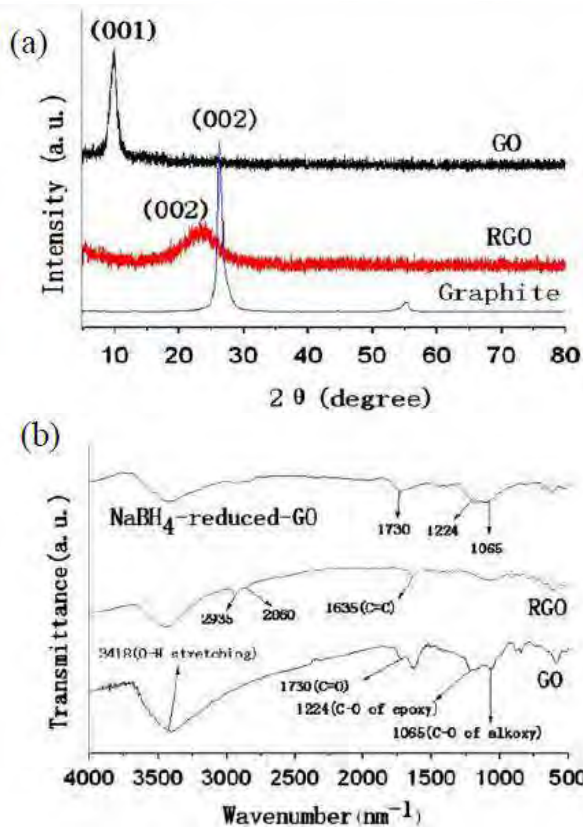 (a)
(001)
(002)
GO
(002)
RGO
Graphite
Intensity (a.u.)
10 20 30 40 50 60 70 80
2 θ (degree)
(b)
NaBH4-reduced-GO
1730
1224
1065
2935
2860
1635(C=C)
RGO
3418(O-H stretching)
GO
1730(C=O)
1224(C-O of epoxy)
1065(C-O of alkoxy)
Transmittance(a.u.)
4000 3500 3000 2500 2000 1500 1000 500
Wavenumber(nm-1)